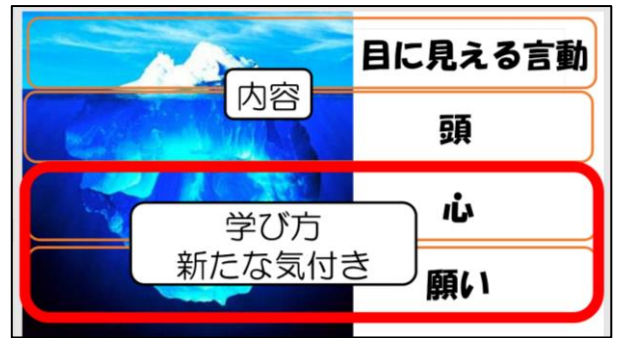 目に見える言動
内容
頭
心
学び方
新たな気付き
願い